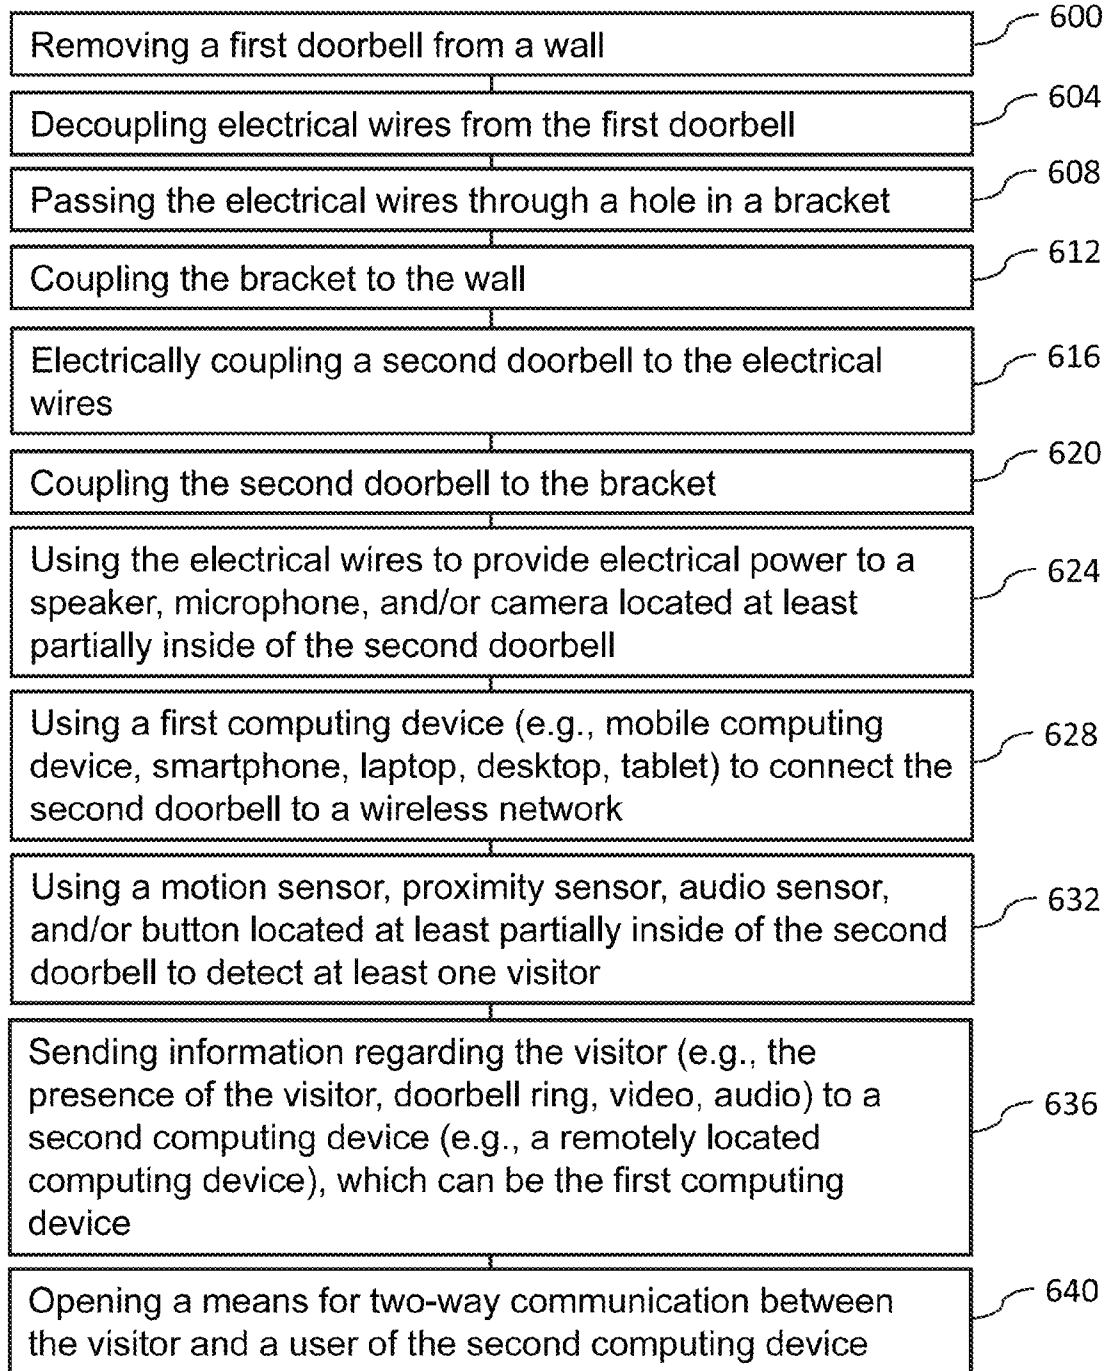 Removing a first doorbell from a wall
600
Decoupling electrical wires from the first doorbell
604
Passing the electrical wires through a hole in a bracket
608
Coupling the bracket to the wall
612
Electrically coupling a second doorbell to the electrical
wires
616
Coupling the second doorbell to the bracket
620
Using the electrical wires to provide electrical power to a
speaker, microphone, and/or camera located at least
partially inside of the second doorbell
624
Using a first computing device (e.g., mobile computing
device, smartphone, laptop, desktop, tablet) to connect the
second doorbell to a wireless network
628
Using a motion sensor, proximity sensor, audio sensor,
and/or button located at least partially inside of the second
doorbell to detect at least one visitor
632
Sending information regarding the visitor (e.g., the
presence of the visitor, doorbell ring, video, audio) to a
second computing device (e.g., a remotely located
computing device), which can be the first computing
device
636
Opening a means for two-way communication between
the visitor and a user of the second computing device
640